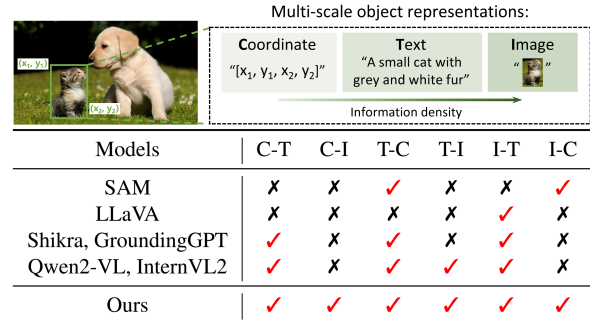 Multi-scale object representations:
(x₁, y₁)
(x₂, y₂)
Coordinate
"[x₁, y₁, x₂, y₂]"
Text
"A small cat with
grey and white fur"
Image
" "
Information density
Models C-T C-I T-C T-I I-T I-C
SAM ✗ ✗ ✓ ✗ ✗ ✓
LLaVA ✗ ✗ ✗ ✗ ✓ ✗
Shikra, GroundingGPT ✓ ✗ ✓ ✗ ✓ ✗
Qwen2-VL, InternVL2 ✓ ✗ ✓ ✓ ✓ ✗
Ours ✓ ✓ ✓ ✓ ✓ ✓